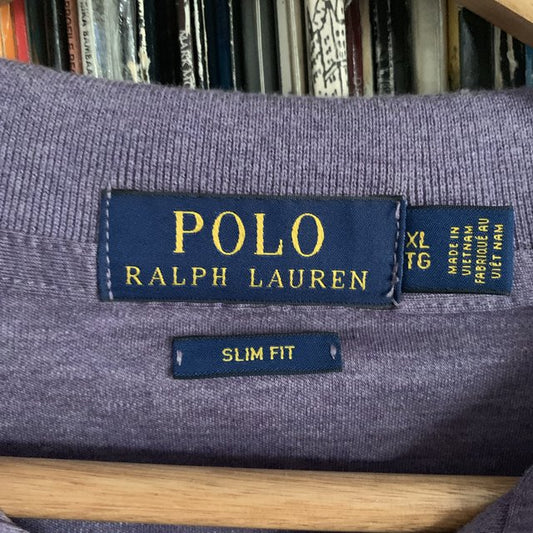 POLO
RALPH LAUREN
XL
TG
MADE IN
VIETNAM
FABRIQUÉ AU
VIÊT NAM
SLIM FIT